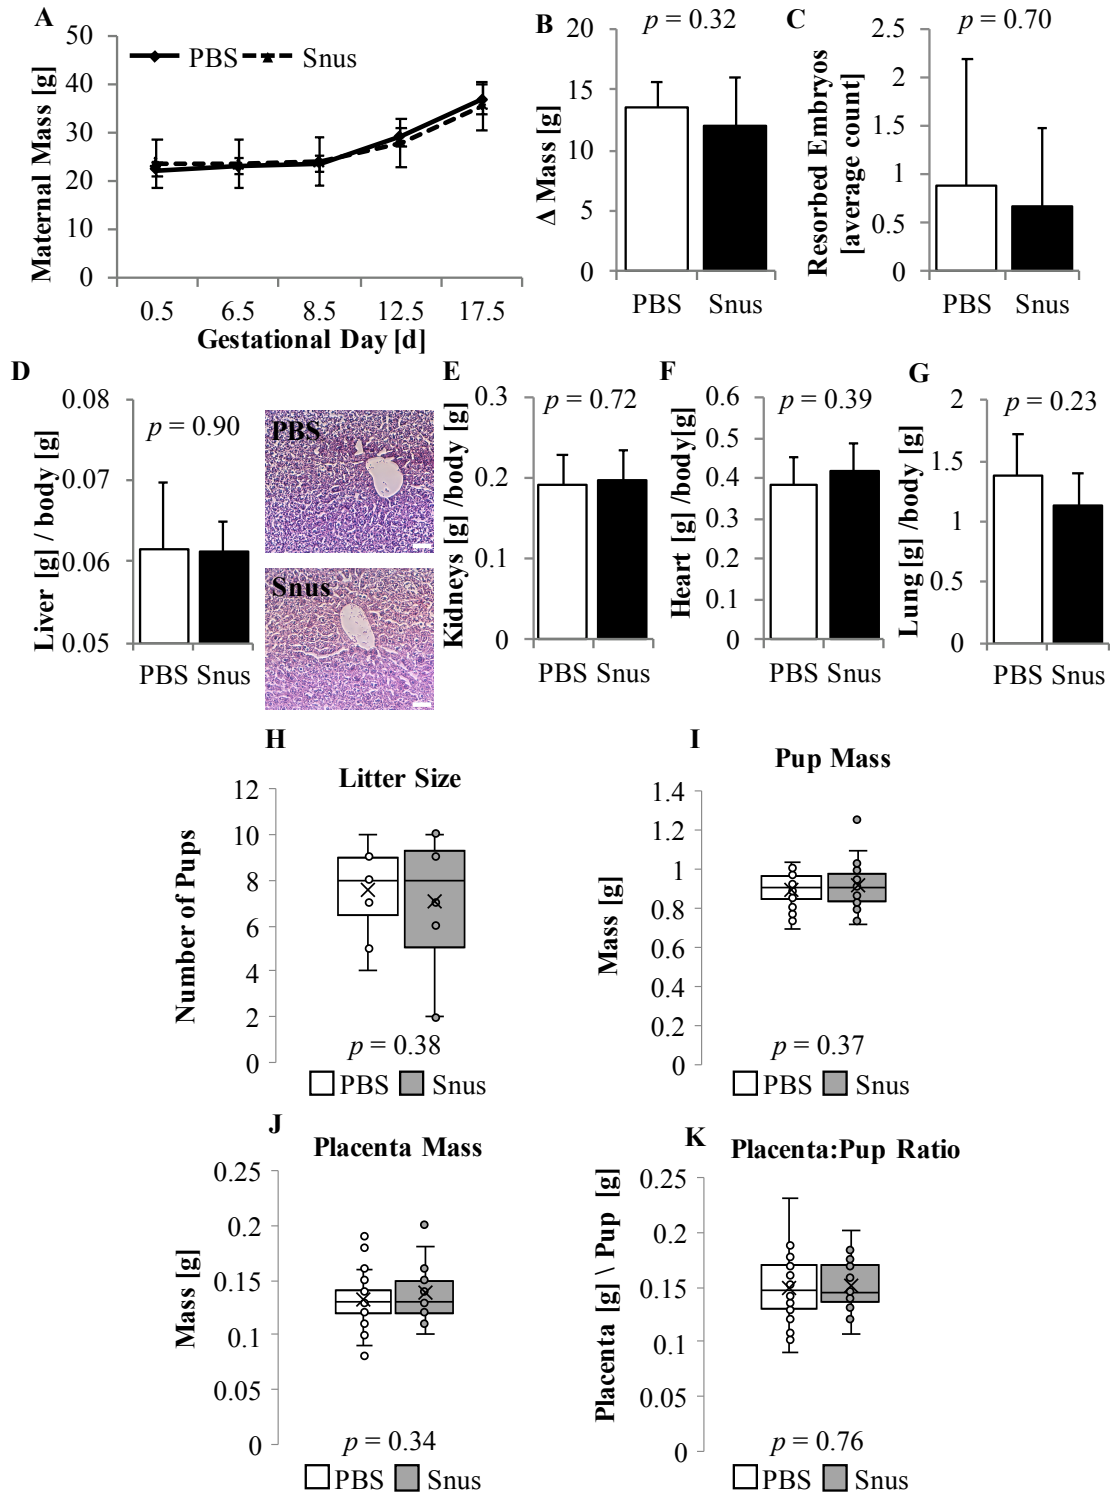 A
Maternal Mass [g]
50
40
30
20
10
0
PBS
Snus
0.5 6.5 8.5 12.5 17.5
Gestational Day [d]
B
p = 0.32
Δ Mass [g]
20
15
10
5
0
PBS Snus
C
p = 0.70
Resorbed Embryos
[average count]
2.5
2
1.5
1
0.5
0
PBS Snus
D
Liver [g] / body [g]
0.08
0.07
0.06
0.05
p = 0.90
PBS Snus
PBS
Snus
E
Kidneys [g] /body [g]
0.3
0.2
0.1
0
p = 0.72
PBS Snus
F
Heart [g] /body[g]
0.6
0.5
0.4
0.3
0.2
0.1
0
p = 0.39
PBS Snus
G
Lung[g] /body [g]
2
1.5
1
0.5
0
p = 0.23
PBS Snus
H
Litter Size
Number of Pups
12
10
8
6
4
2
0
p = 0.38
PBS Snus
I
Pup Mass
Mass [g]
1.4
1.2
1
0.8
0.6
0.4
0.2
0
p = 0.37
PBS Snus
J
Placenta Mass
Mass [g]
0.25
0.2
0.15
0.1
0.05
0
p = 0.34
PBS Snus
K
Placenta:Pup Ratio
Placenta [g] \ Pup [g]
0.25
0.2
0.15
0.1
0.05
0
p = 0.76
PBS Snus